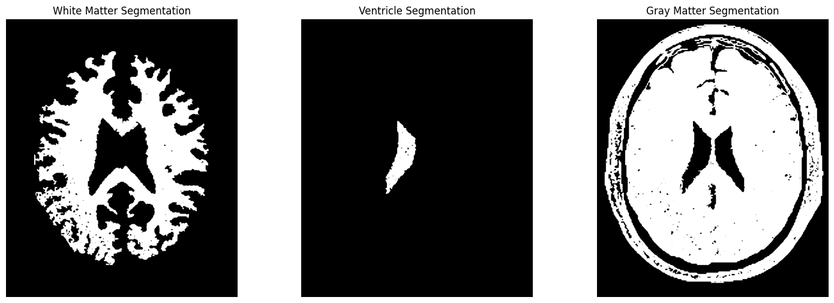 White Matter Segmentation
Ventricle Segmentation
Gray Matter Segmentation